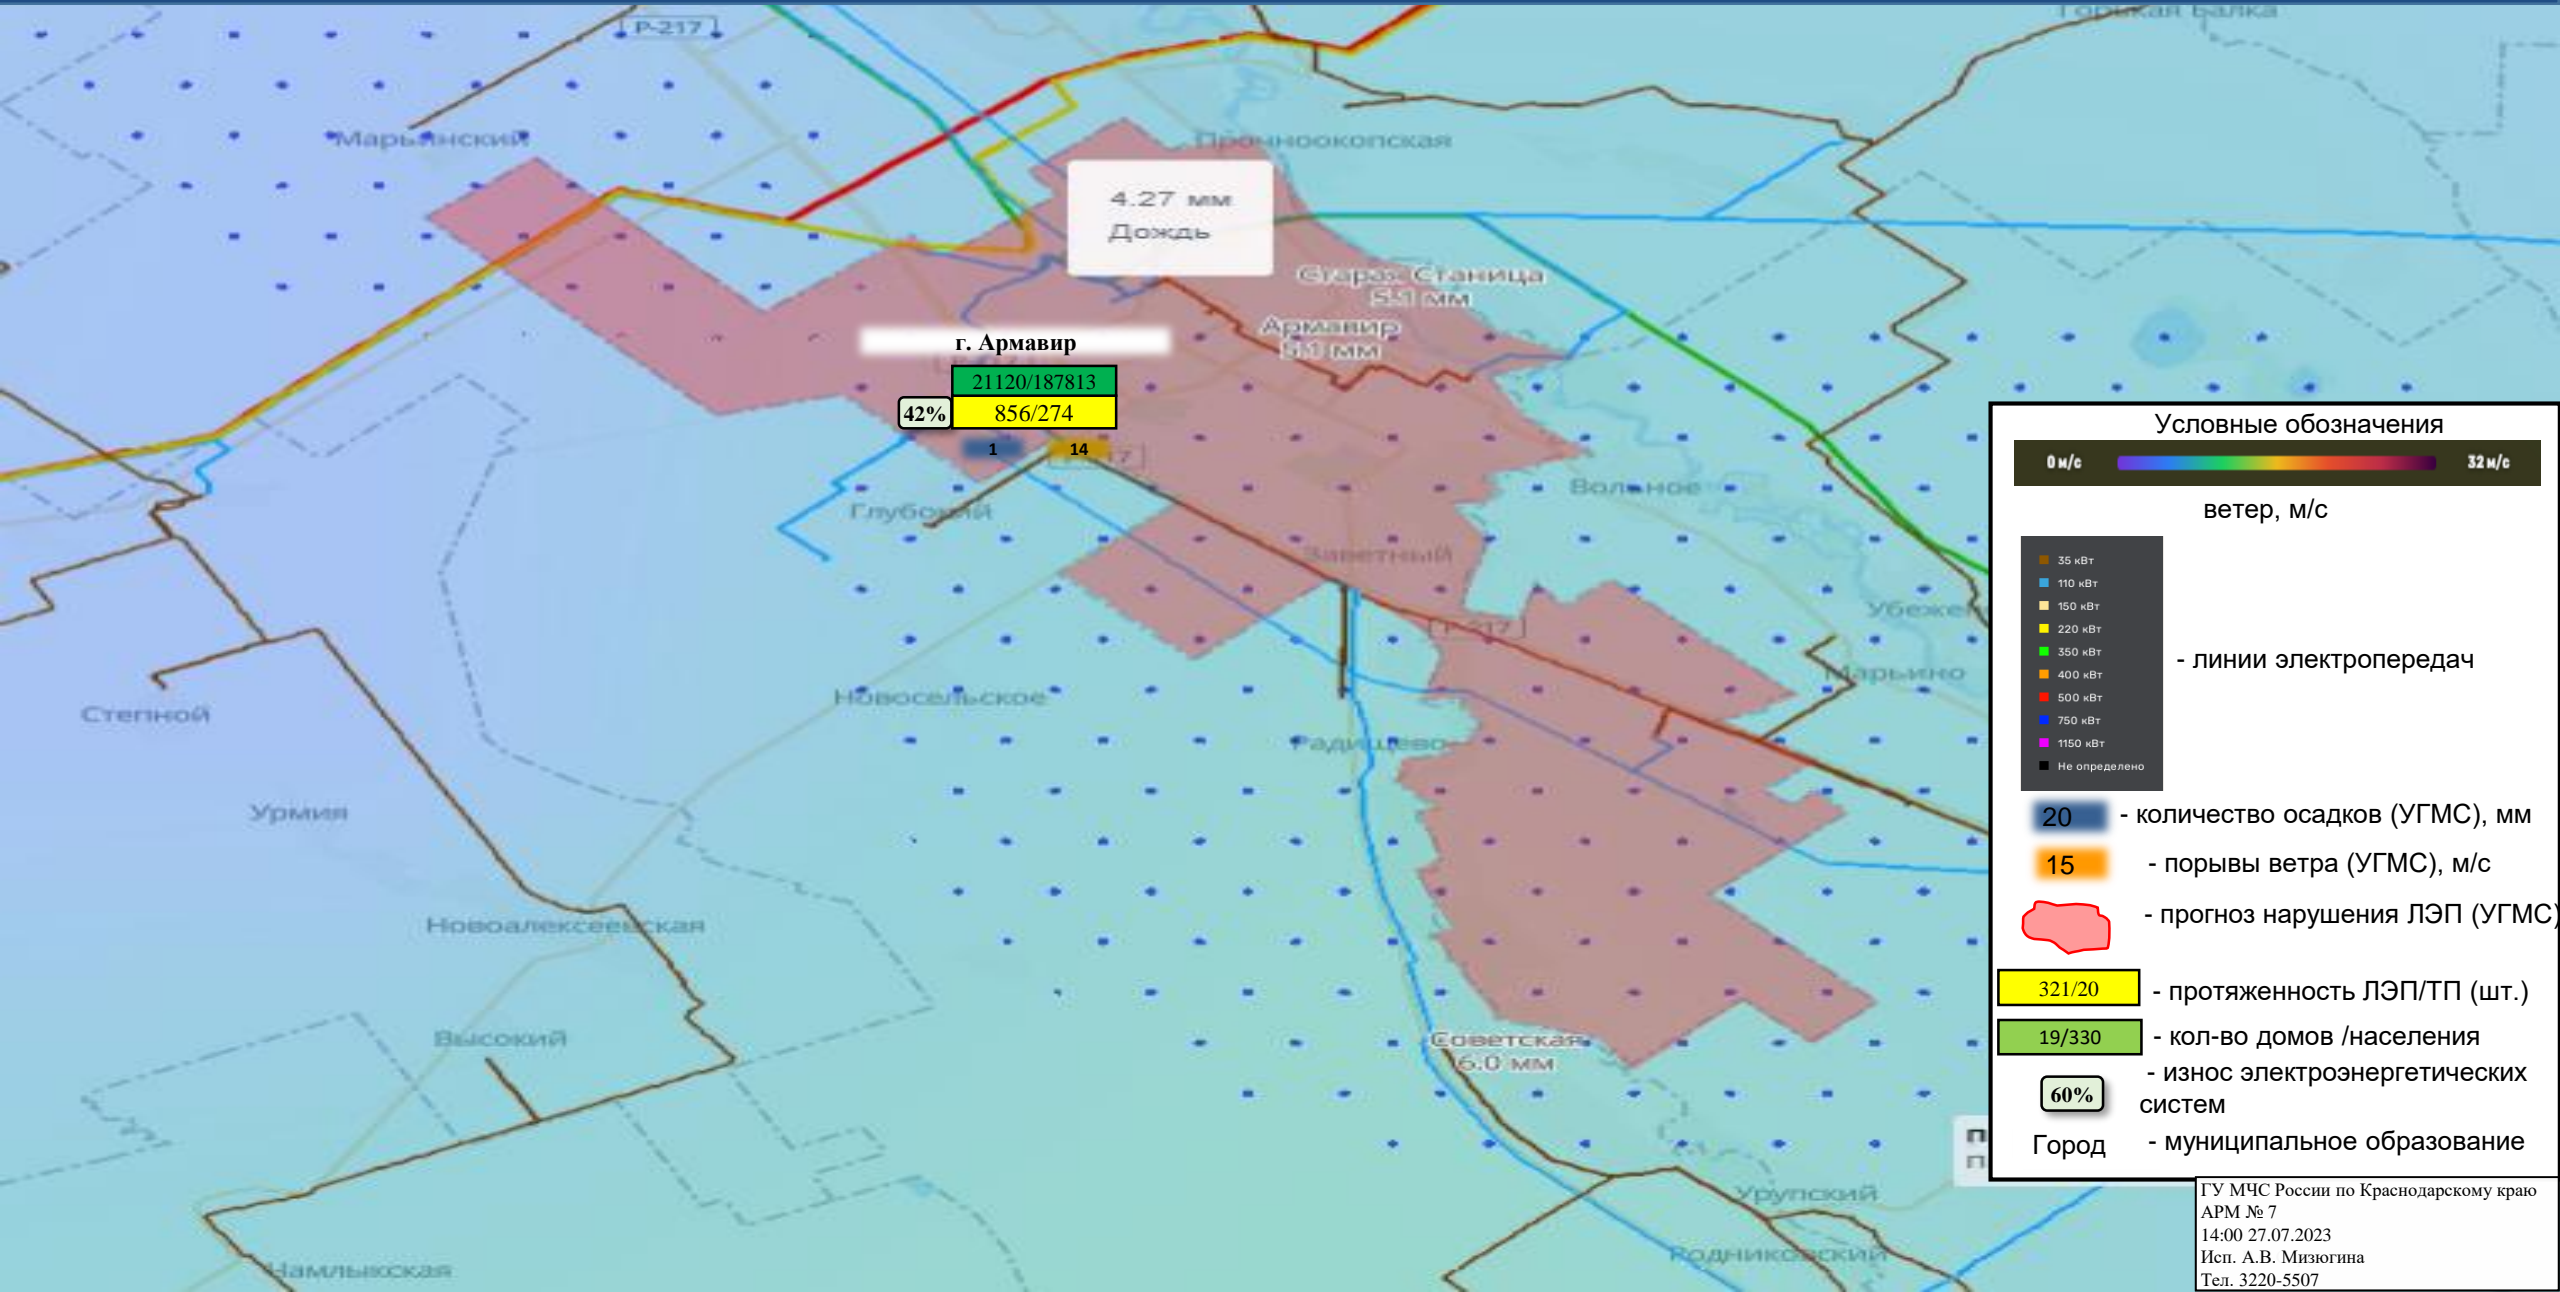 Р-217
Горькая Балка
Марьянский
Прочноокопская
4.27 мм
Дождь
Старая Станица
5.1 мм
Армавир
5.1 мм
г. Армавир
21120/187813
42%
856/274
1
14
Р-217
Глубокий
Вольное
Заветный
Р-217
Марьино
Новосельское
Степной
Радищево
Урмия
Новоалексеевская
Высокий
Советская
6.0 мм
Урупский
Родниковский
Чамлыкская
Условные обозначения
0 м/с
32 м/с
ветер, м/с
35 кВт
110 кВт
150 кВт
220 кВт
350 кВт
400 кВт
500 кВт
750 кВт
1150 кВт
Не определено
- линии электропередач
20 - количество осадков (УГМС), мм
15 - порывы ветра (УГМС), м/с
- прогноз нарушения ЛЭП (УГМС)
321/20 - протяженность ЛЭП/ТП (шт.)
19/330 - кол-во домов /населения
60% - износ электроэнергетических
систем
Город - муниципальное образование
ГУ МЧС России по Краснодарскому краю
АРМ № 7
14:00 27.07.2023
Исп. А.В. Мизюгина
Тел. 3220-5507